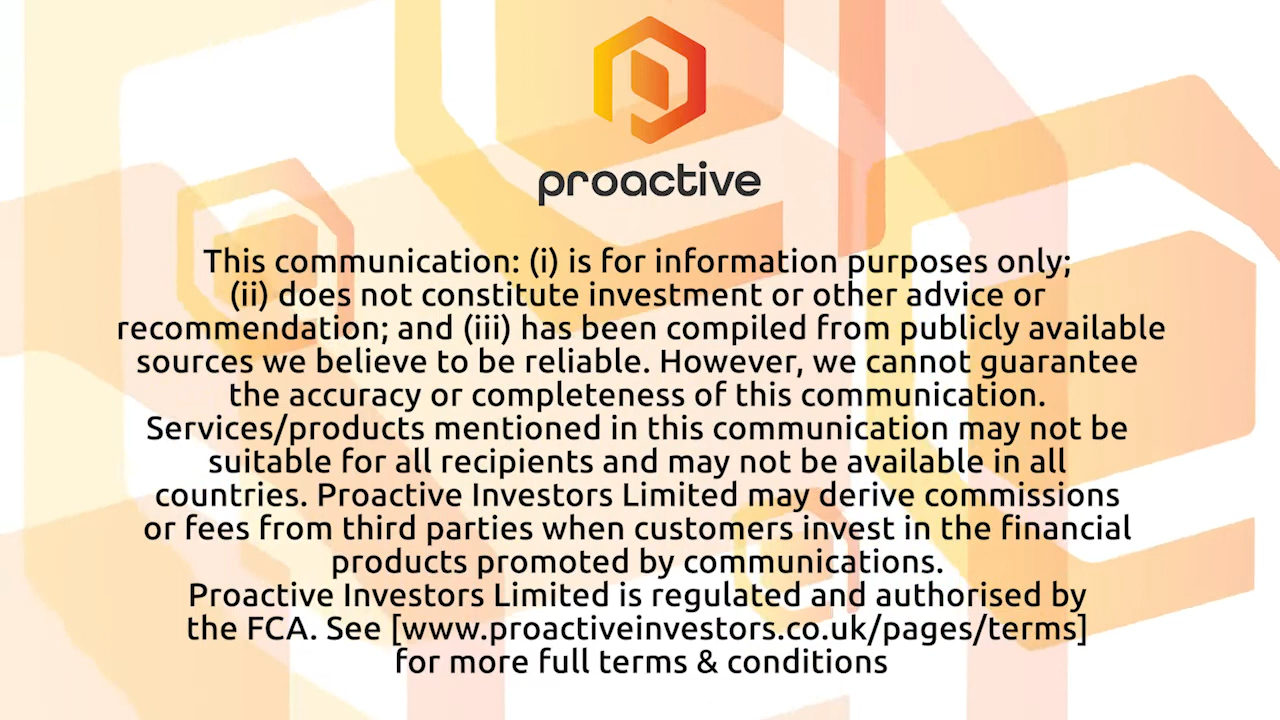 proactive
This communication: (i) is for information purposes only;
(ii) does not constitute investment or other advice or
recommendation; and (iii) has been compiled from publicly available
sources we believe to be reliable. However, we cannot guarantee
the accuracy or completeness of this communication.
Services/products mentioned in this communication may not be
suitable for all recipients and may not be available in all
countries. Proactive Investors Limited may derive commissions
or fees from third parties when customers invest in the financial
products promoted by communications.
Proactive Investors Limited is regulated and authorised by
the FCA. See [www.proactiveinvestors.co.uk/pages/terms]
for more full terms & conditions